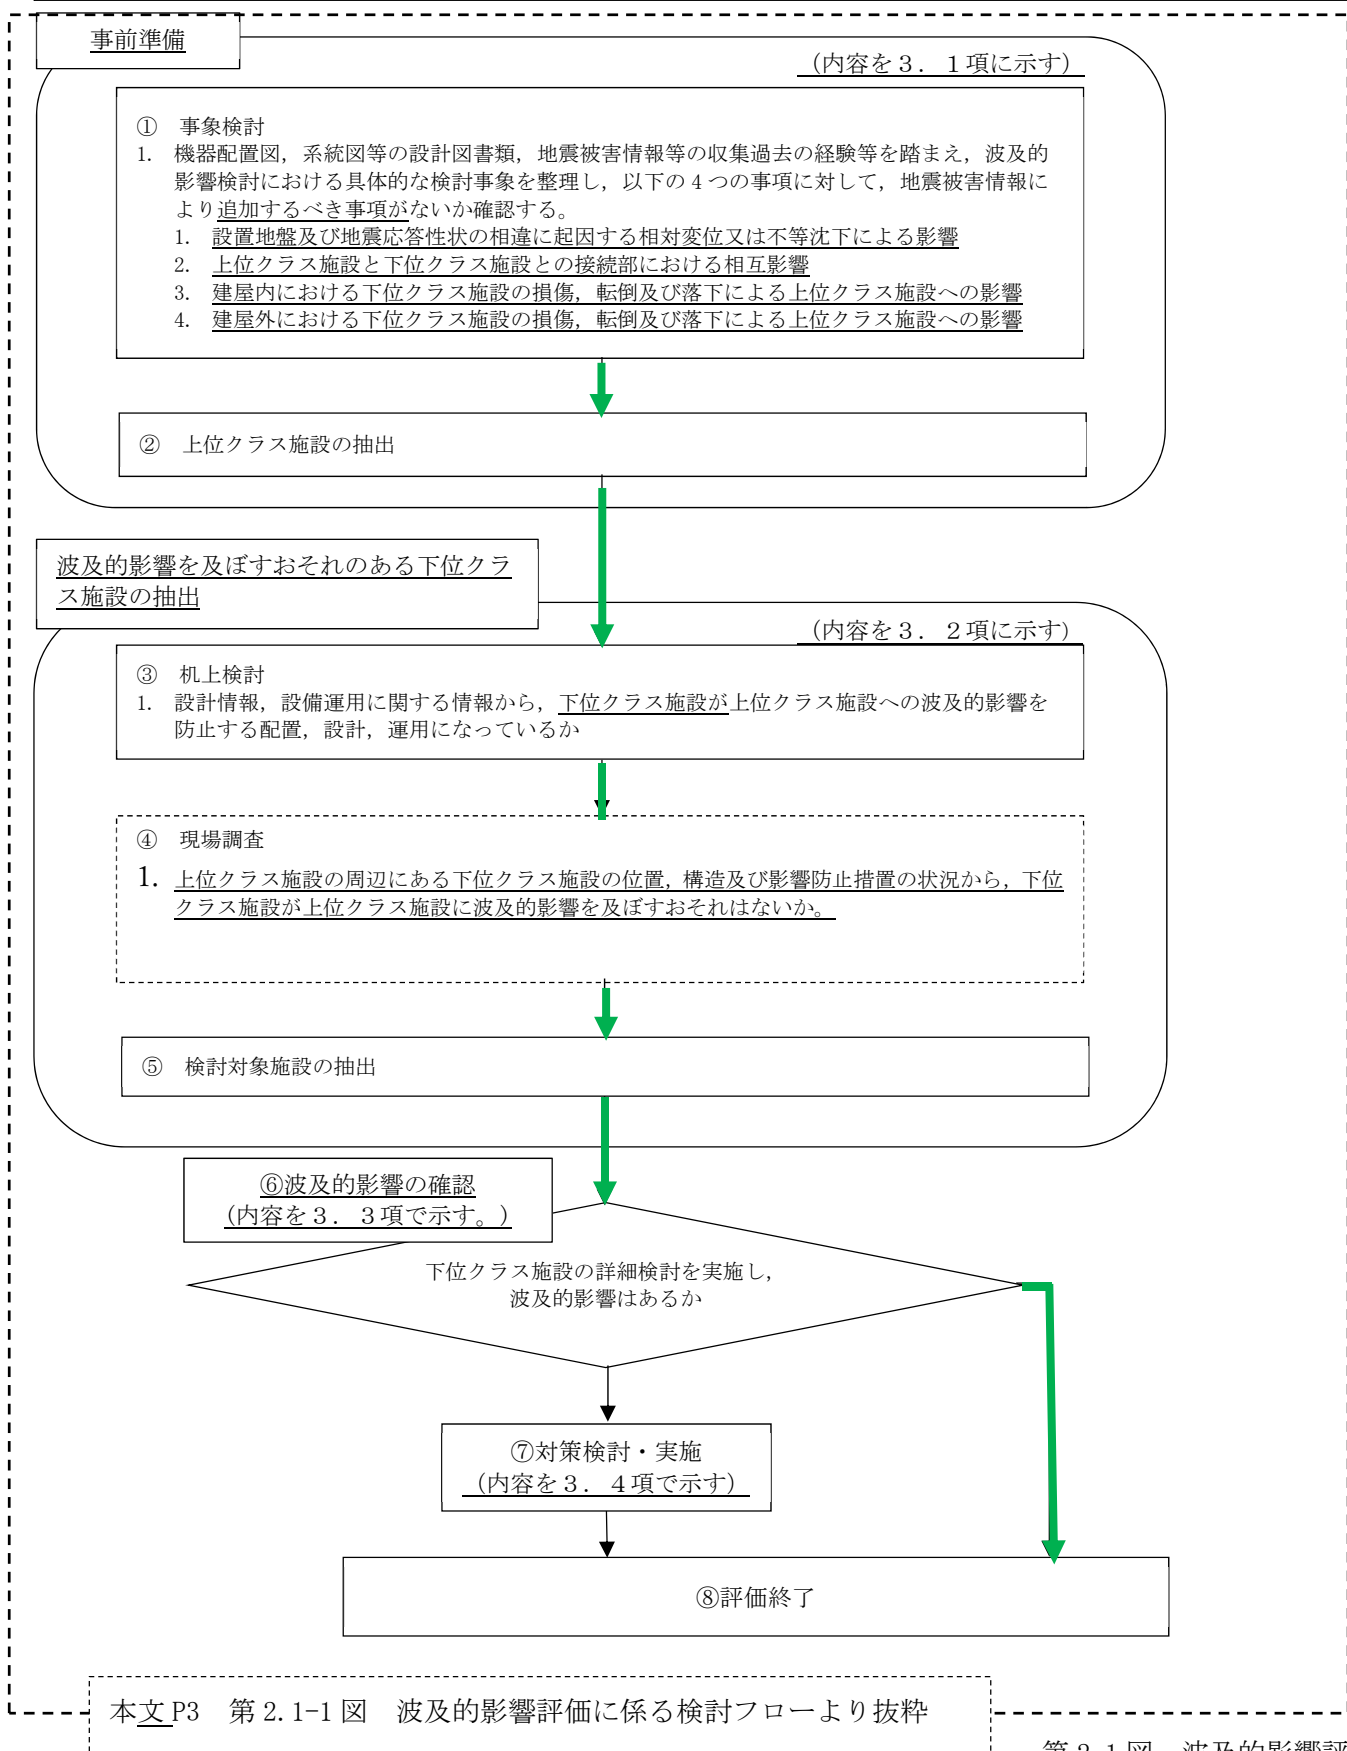 事前準備
(内容を３．１項に示す)
① 事象検討
1. 機器配置図，系統図等の設計図書類，地震被害情報等の収集過去の経験等を踏まえ，波及的
影響検討における具体的な検討事象を整理し，以下の 4 つの事項に対して，地震被害情報に
より追加するべき事項がないか確認する。
1. 設置地盤及び地震応答性状の相違に起因する相対変位又は不等沈下による影響
2. 上位クラス施設と下位クラス施設との接続部における相互影響
3. 建屋内における下位クラス施設の損傷，転倒及び落下による上位クラス施設への影響
4. 建屋外における下位クラス施設の損傷，転倒及び落下による上位クラス施設への影響
② 上位クラス施設の抽出
波及的影響を及ぼすおそれのある下位クラ
ス施設の抽出
(内容を３．２項に示す)
③ 机上検討
1. 設計情報，設備運用に関する情報から，下位クラス施設が上位クラス施設への波及的影響を
防止する配置，設計，運用になっているか
④ 現場調査
1. 上位クラス施設の周辺にある下位クラス施設の位置，構造及び影響防止措置の状況から，下位
クラス施設が上位クラス施設に波及的影響を及ぼすおそれはないか。
⑤ 検討対象施設の抽出
⑥波及的影響の確認
(内容を３．３項で示す。)
下位クラス施設の詳細検討を実施し，
波及的影響はあるか
⑦対策検討・実施
(内容を３．４項で示す)
⑧評価終了
本文 P3 第 2.1-1 図 波及的影響評価に係る検討フローより抜粋